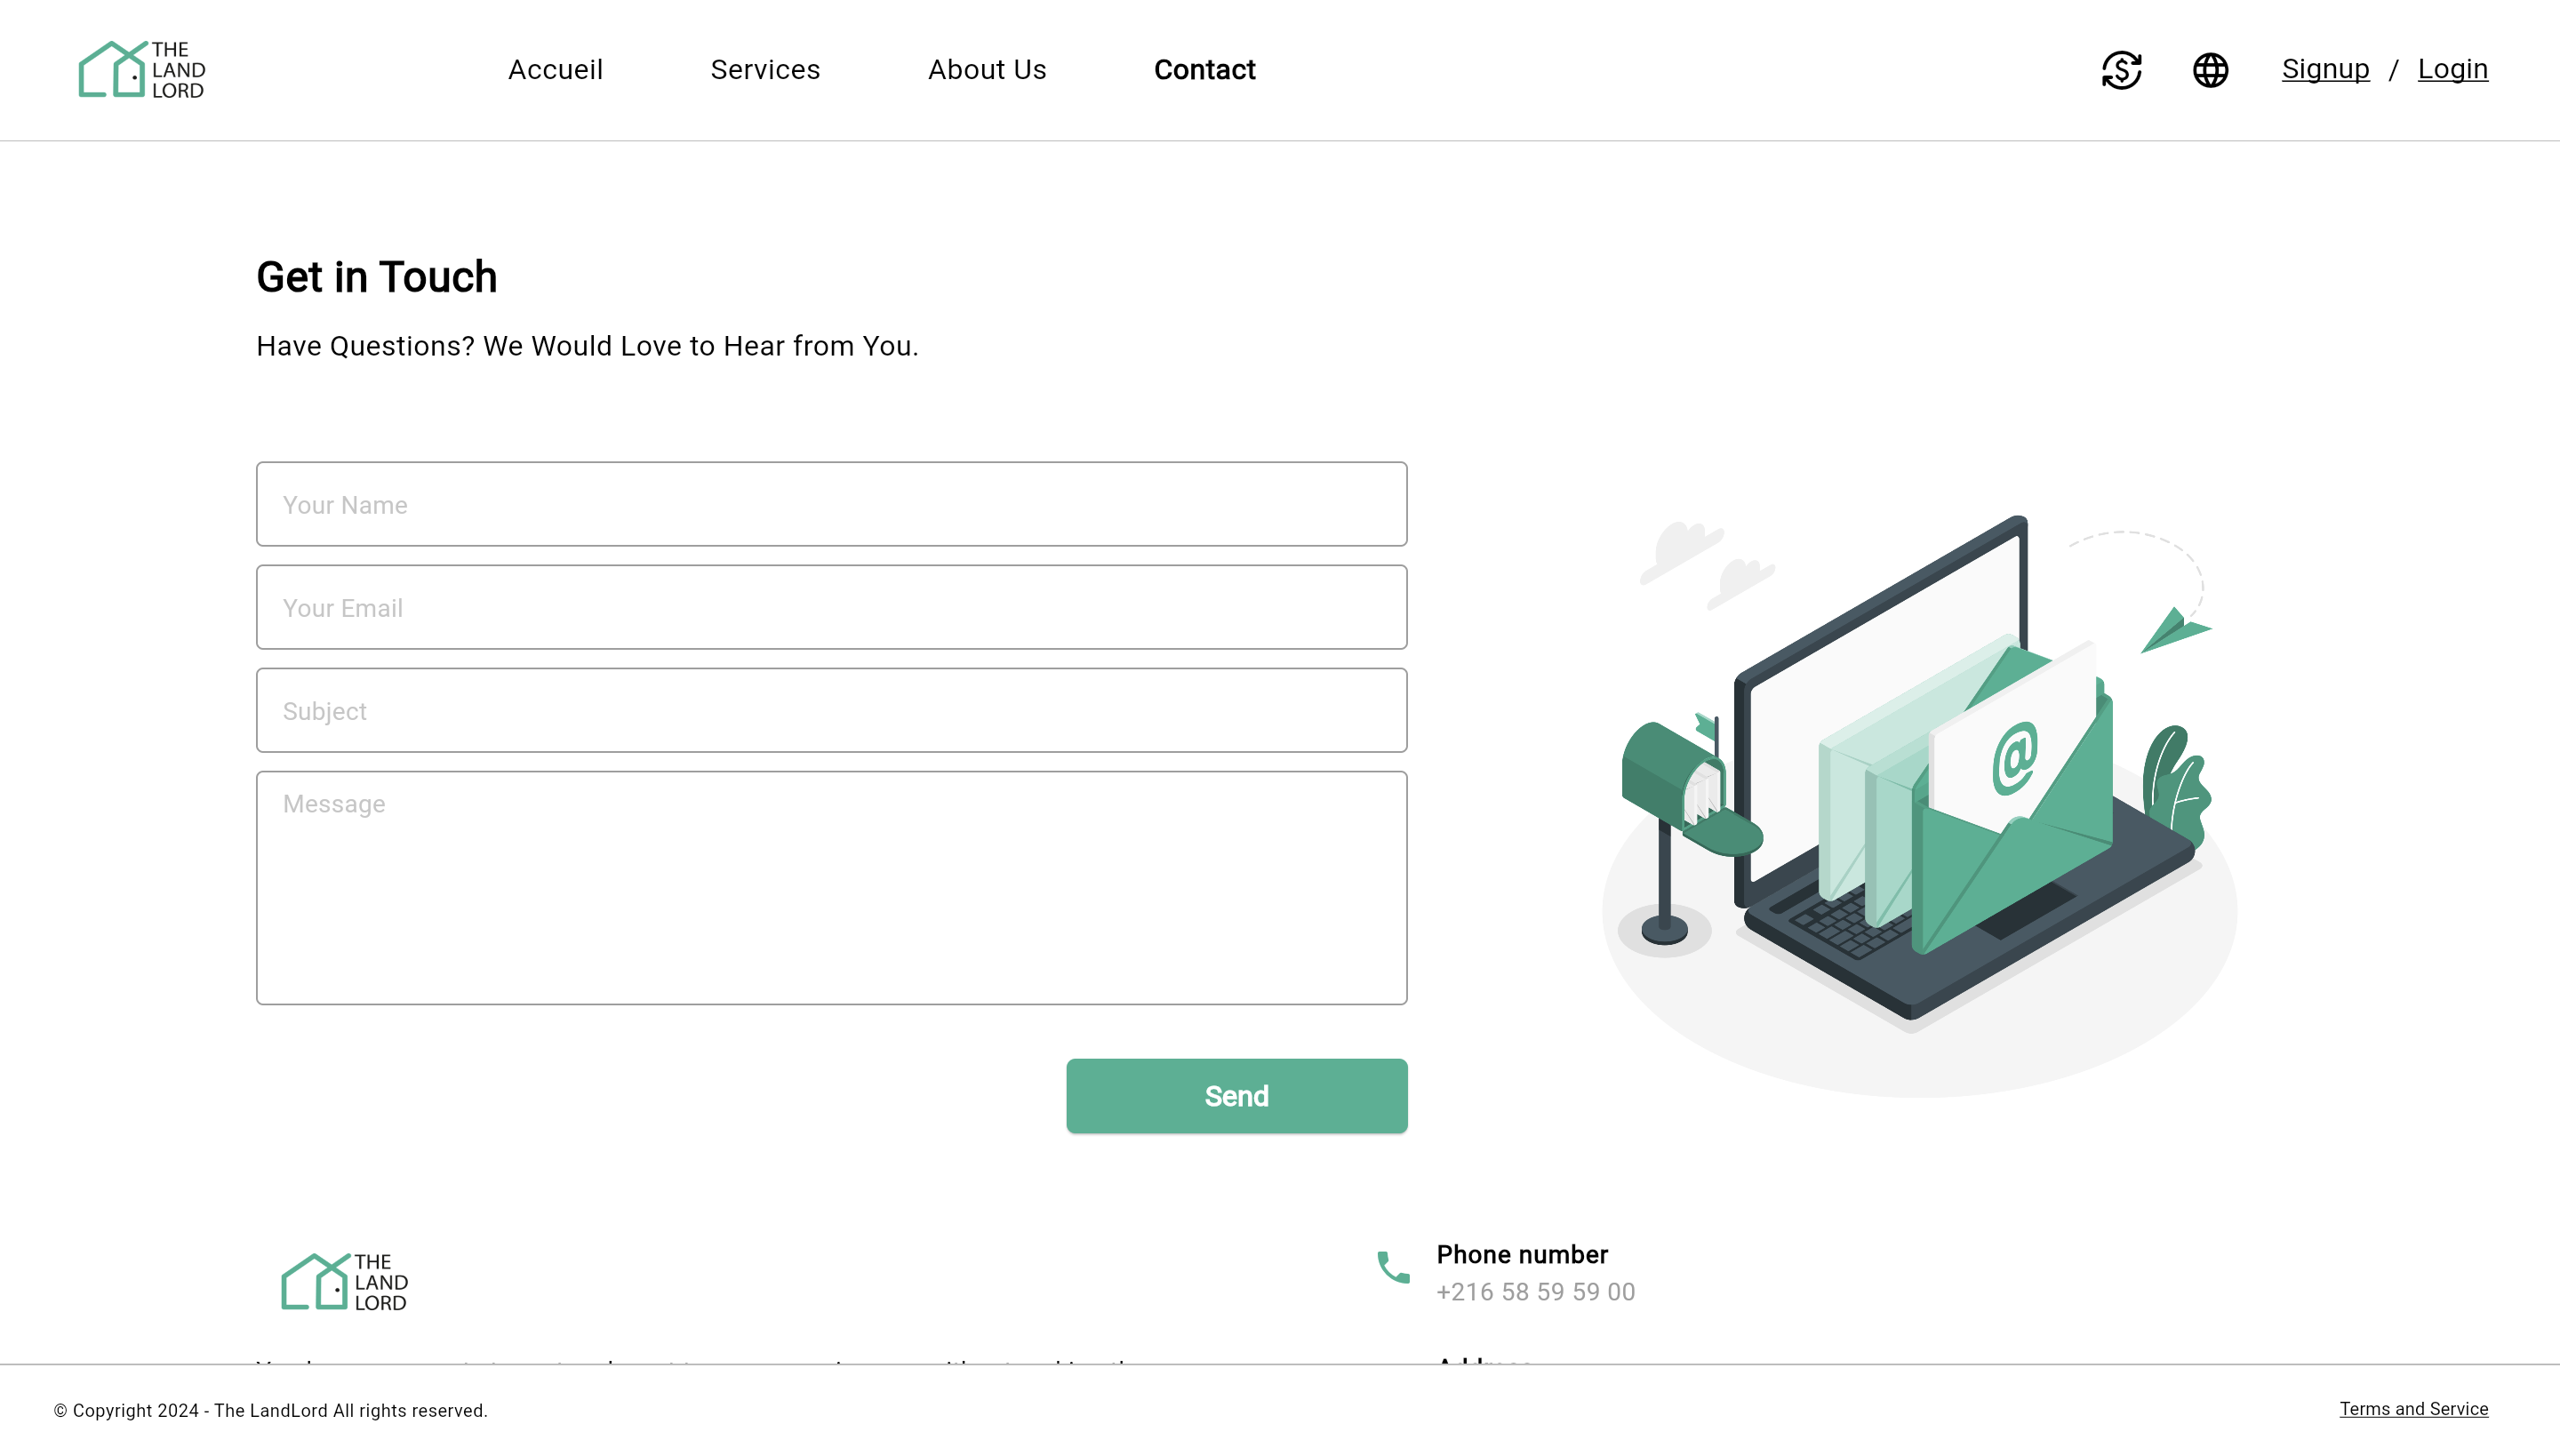 THE
LAND
LORD
Accueil
Services
About Us
Contact
Signup / Login
Get in Touch
Have Questions? We Would Love to Hear from You.
Your Name
Your Email
Subject
Message
@
Send
THE
LAND
LORD
Phone number
+216 58 59 59 00
© Copyright 2024 - The LandLord All rights reserved.
Terms and Service